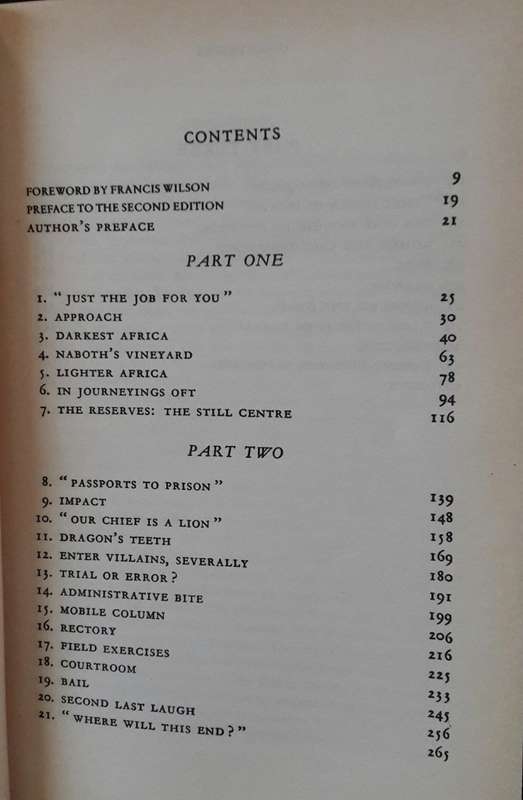 CONTENTS
FOREWORD BY FRANCIS WILSON 9
PREFACE TO THE SECOND EDITION 19
AUTHOR'S PREFACE 21
PART ONE
1. "JUST THE JOB FOR YOU" 25
2. APPROACH 30
3. DARKEST AFRICA 40
4. NABOTH'S VINEYARD 63
5. LIGHTER AFRICA 78
6. IN JOURNEYINGS OFT 94
7. THE RESERVES: THE STILL CENTRE 116
PART TWO
8. "PASSPORTS TO PRISON" 139
9. IMPACT 148
10. "OUR CHIEF IS A LION" 158
11. DRAGON'S TEETH 169
12. ENTER VILLAINS, SEVERALLY 180
13. TRIAL OR ERROR? 191
14. ADMINISTRATIVE BITE 199
15. MOBILE COLUMN 206
16. RECTORY 216
17. FIELD EXERCISES 225
18. COURTROOM 233
19. BAIL 245
20. SECOND LAST LAUGH 256
21. "WHERE WILL THIS END?" 265